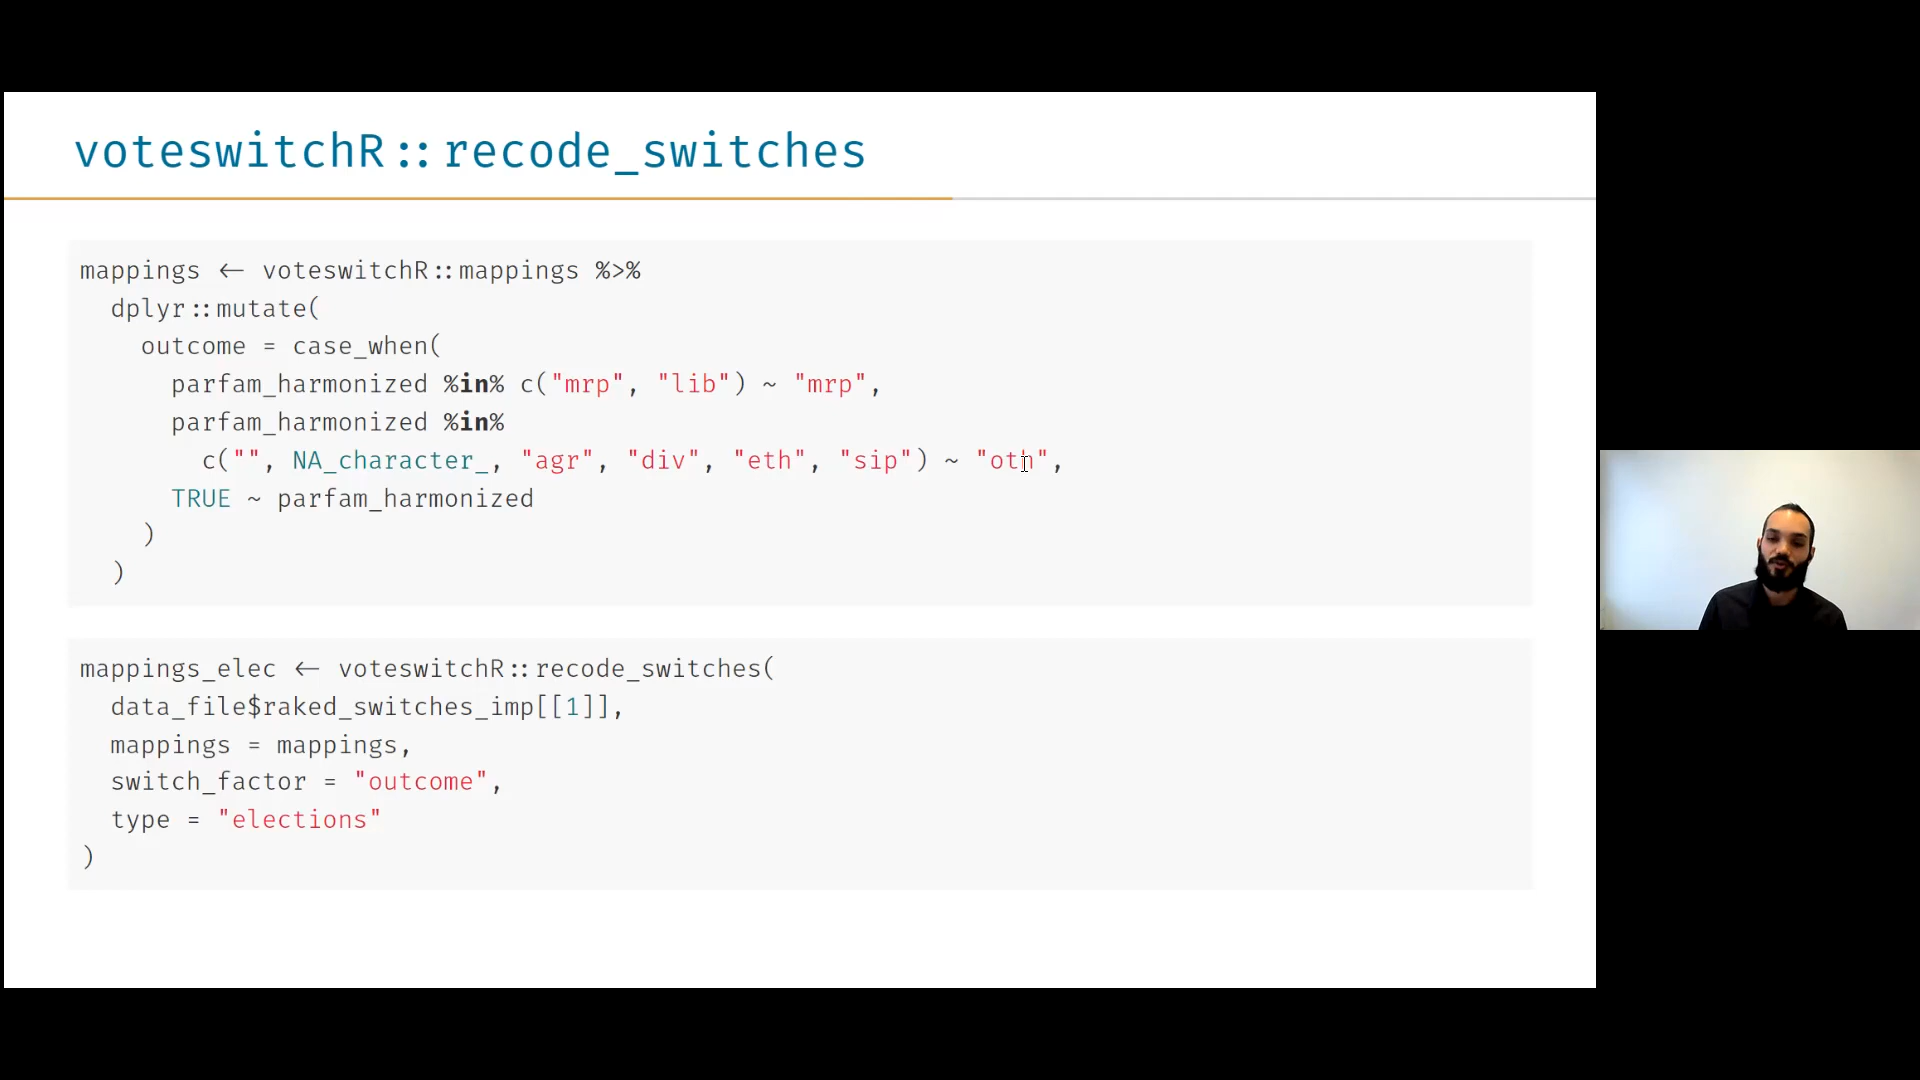 voteswitchR::recode_switches
mappings <- voteswitchR::mappings %>%
dplyr::mutate(
outcome = case_when(
parfam_harmonized %in% c("mrp", "lib") ~ "mrp",
parfam_harmonized %in%
c("", NA_character_, "agr", "div", "eth", "sip") ~ "oth",
TRUE ~ parfam_harmonized
)
)
mappings_elec <- voteswitchR::recode_switches(
data_file$raked_switches_imp[[1]],
mappings = mappings,
switch_factor = "outcome",
type = "elections"
)